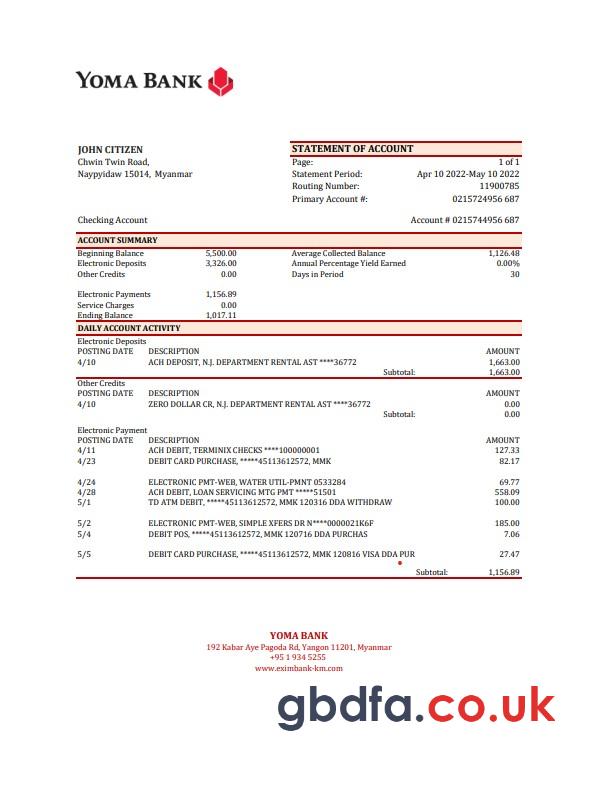 YOMA BANK
JOHN CITIZEN
Chwin Twin Road,
Naypyidaw 15014, Myanmar
STATEMENT OF ACCOUNT
Page: 1 of 1
Statement Period: Apr 10 2022-May 10 2022
Routing Number: 11900785
Primary Account #: 0215724956 687
Checking Account Account # 0215744956 687
ACCOUNT SUMMARY
Beginning Balance 5,500.00 Average Collected Balance 1,126.48
Electronic Deposits 3,326.00 Annual Percentage Yield Earned 0.00%
Other Credits 0.00 Days in Period 30
Electronic Payments 1,156.89
Service Charges 0.00
Ending Balance 1,017.11
DAILY ACCOUNT ACTIVITY
Electronic Deposits
POSTING DATE DESCRIPTION AMOUNT
4/10 ACH DEPOSIT, N.J. DEPARTMENT RENTAL AST ****36772 1,663.00
Subtotal: 1,663.00
Other Credits
POSTING DATE DESCRIPTION AMOUNT
4/10 ZERO DOLLAR CR, N.J. DEPARTMENT RENTAL AST ****36772 0.00
Subtotal: 0.00
Electronic Payment
POSTING DATE DESCRIPTION AMOUNT
4/11 ACH DEBIT, TERMINIX CHECKS ****100000001 127.33
4/23 DEBIT CARD PURCHASE, *****45113612572, MMK 82.17
4/24 ELECTRONIC PMT-WEB, WATER UTIL-PMNT 0533284 69.77
4/28 ACH DEBIT, LOAN SERVICING MTG PMT *****51501 558.09
5/1 TD ATM DEBIT, *****45113612572, MMK 120316 DDA WITHDRAW 100.00
5/2 ELECTRONIC PMT-WEB, SIMPLE XFERS DR N****0000021K6F 185.00
5/4 DEBIT POS, *****45113612572, MMK 120716 DDA PURCHAS 7.06
5/5 DEBIT CARD PURCHASE, *****45113612572, MMK 120816 VISA DDA PUR 27.47
Subtotal: 1,156.89
YOMA BANK
192 Kabar Aye Pagoda Rd, Yangon 11201, Myanmar
+95 1 934 5255
www.eximbank-km.com
gbdfa.co.uk